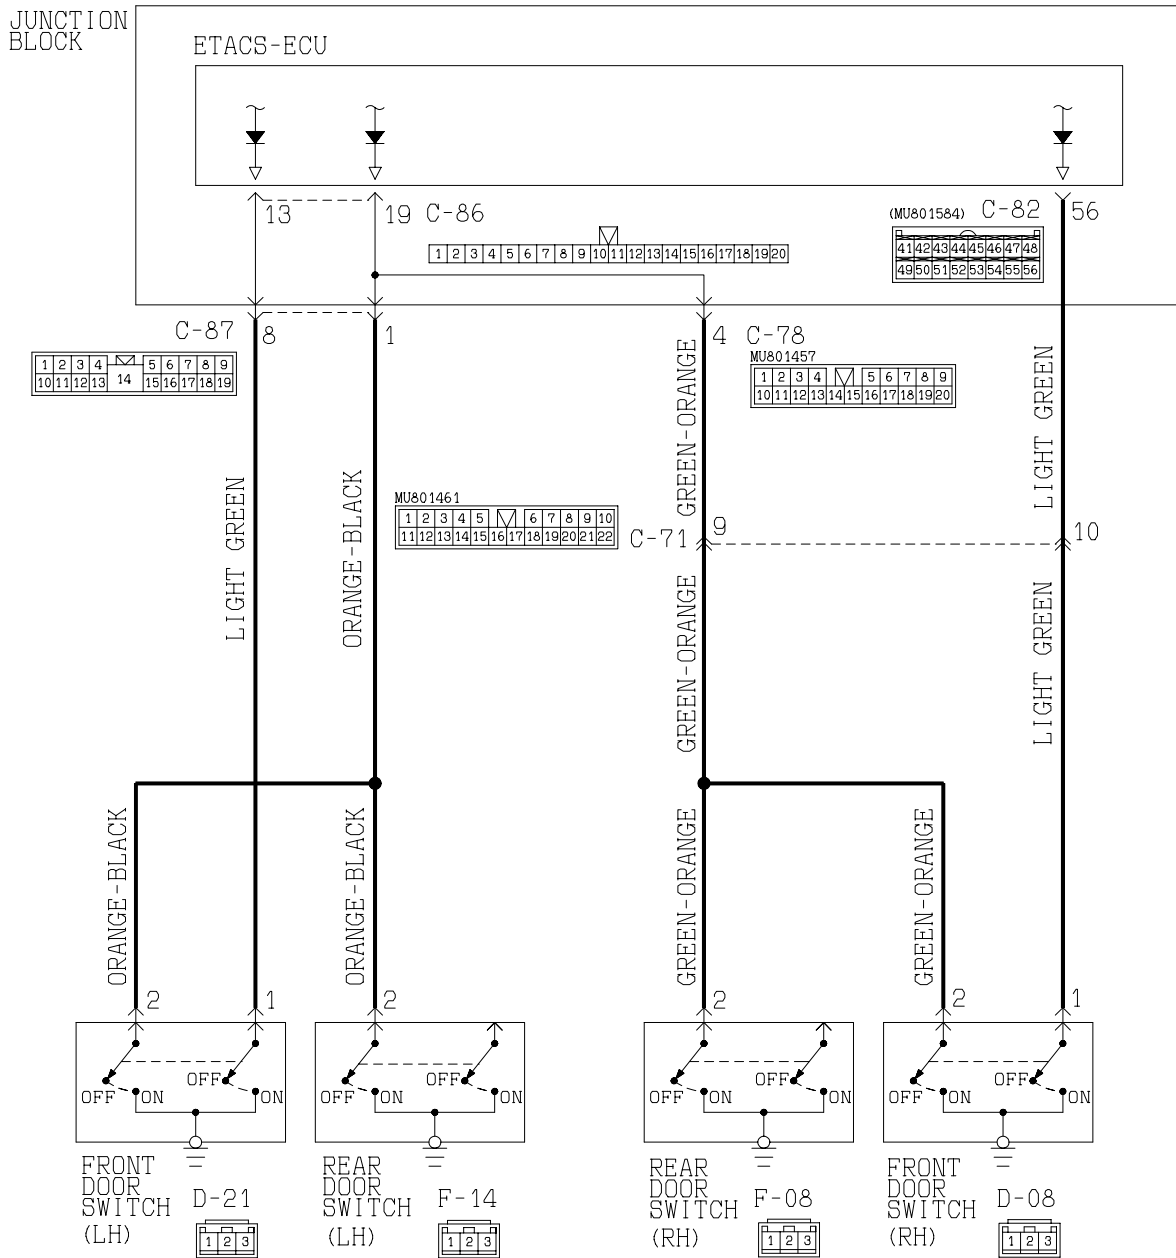 JUNCTION
BLOCK
ETACS-ECU
13
19
C-86
1 2 3 4 5 6 7 8 9 10 11 12 13 14 15 16 17 18 19 20
(MU801584)
C-82
56
41 42 43 44 45 46 47 48
49 50 51 52 53 54 55 56
C-87
8
1
1 2 3 4 5 6 7 8 9
10 11 12 13 14 15 16 17 18 19
4
C-78
MU801457
1 2 3 4 5 6 7 8 9
10 11 12 13 14 15 16 17 18 19 20
LIGHT GREEN
ORANGE-BLACK
GREEN-ORANGE
LIGHT GREEN
MU801461
1 2 3 4 5 6 7 8 9 10
11 12 13 14 15 16 17 18 19 20 21 22
C-71
9
10
GREEN-ORANGE
LIGHT GREEN
ORANGE-BLACK
ORANGE-BLACK
GREEN-ORANGE
GREEN-ORANGE
2
1
2
2
2
1
OFF
ON
OFF
ON
OFF
ON
OFF
ON
OFF
ON
OFF
ON
OFF
ON
OFF
ON
FRONT
DOOR
SWITCH
(LH)
D-21
1 2 3
REAR
DOOR
SWITCH
(LH)
F-14
1 2 3
REAR
DOOR
SWITCH
(RH)
F-08
1 2 3
FRONT
DOOR
SWITCH
(RH)
D-08
1 2 3